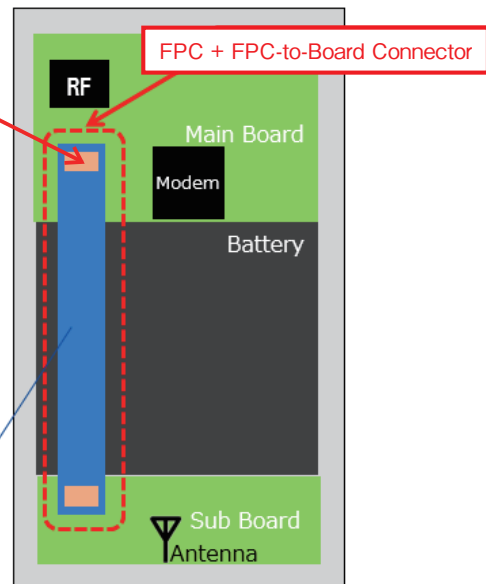 FPC + FPC-to-Board Connector
RF
Main Board
Modem
Battery
Sub Board
Antenna